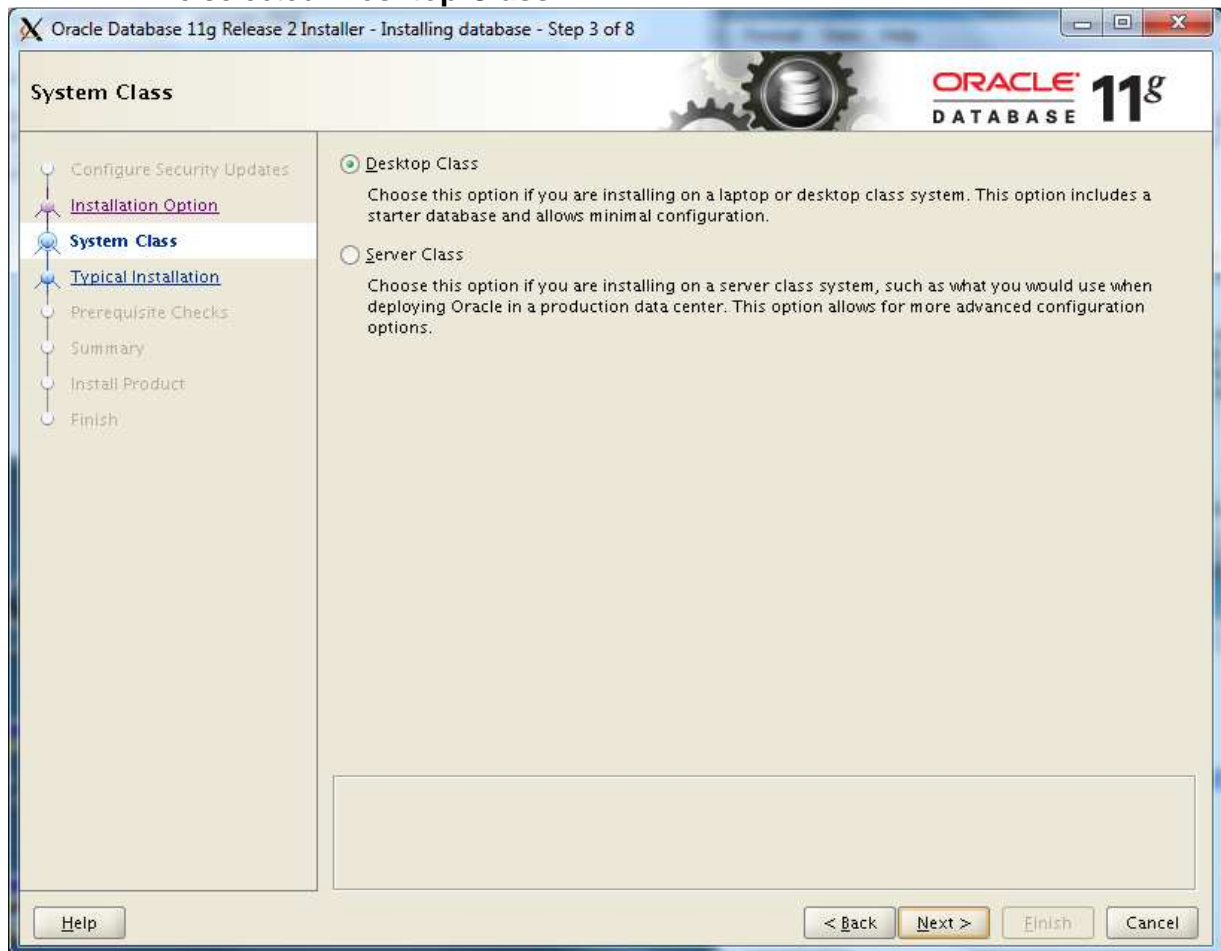 Oracle Database 11g Release 2 Installer - Installing database - Step 3 of 8
System Class
ORACLE 11g
DATABASE
Configure Security Updates
Installation Option
System Class
Typical Installation
Prerequisite Checks
Summary
Install Product
Finish
Desktop Class
Choose this option if you are installing on a laptop or desktop class system. This option includes a
starter database and allows minimal configuration.
Server Class
Choose this option if you are installing on a server class system, such as what you would use when
deploying Oracle in a production data center. This option allows for more advanced configuration
options.
Help
< Back
Next >
Finish
Cancel